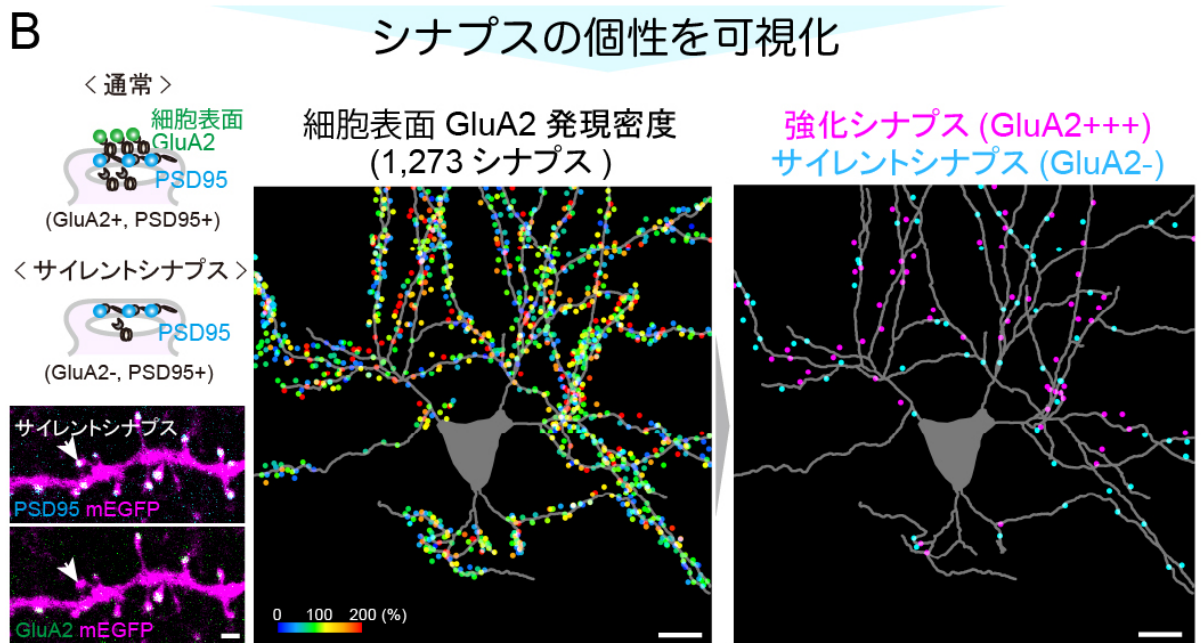 B
シナプスの個性を可視化
< 通常 >
細胞表面
GluA2
PSD95
(GluA2+, PSD95+)
< サイレントシナプス >
PSD95
(GluA2-, PSD95+)
サイレントシナプス
PSD95 mEGFP
GluA2 mEGFP
細胞表面 GluA2 発現密度
(1,273 シナプス )
0 100 200 (%)
強化シナプス (GluA2+++)
サイレントシナプス (GluA2-)